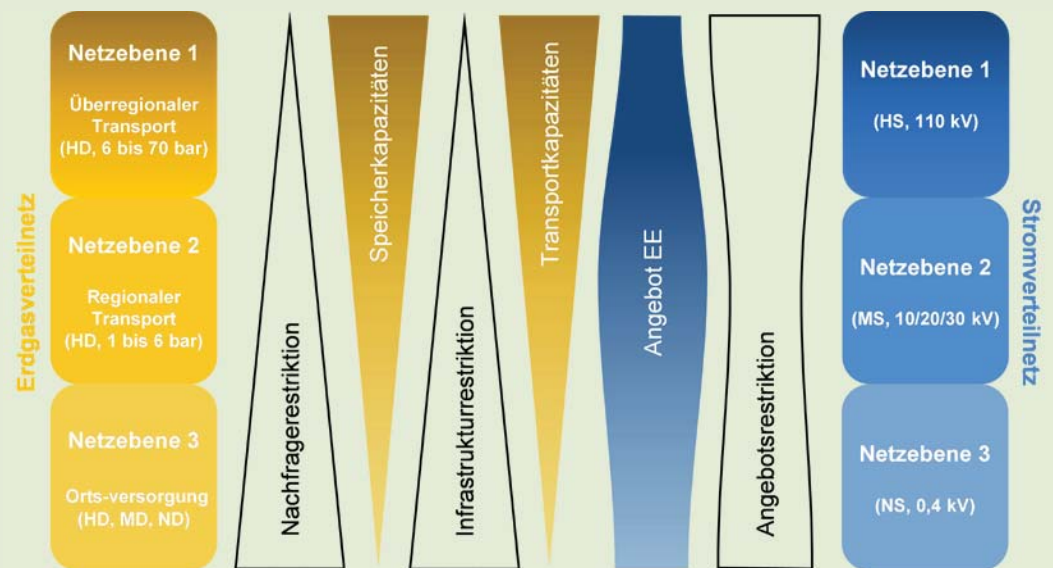 Erdgasverteilnetz
Netzebene 1
Überregionaler
Transport
(HD, 6 bis 70 bar)
Netzebene 2
Regionaler
Transport
(HD, 1 bis 6 bar)
Netzebene 3
Orts-versorgung
(HD, MD, ND)
Nachfragerestriktion
Speicherkapazitäten
Infrastrukturrestriktion
Transportkapazitäten
Angebot EE
Angebotsrestriktion
Netzebene 1
(HS, 110 kV)
Netzebene 2
(MS, 10/20/30 kV)
Netzebene 3
(NS, 0,4 kV)
Stromverteilnetz